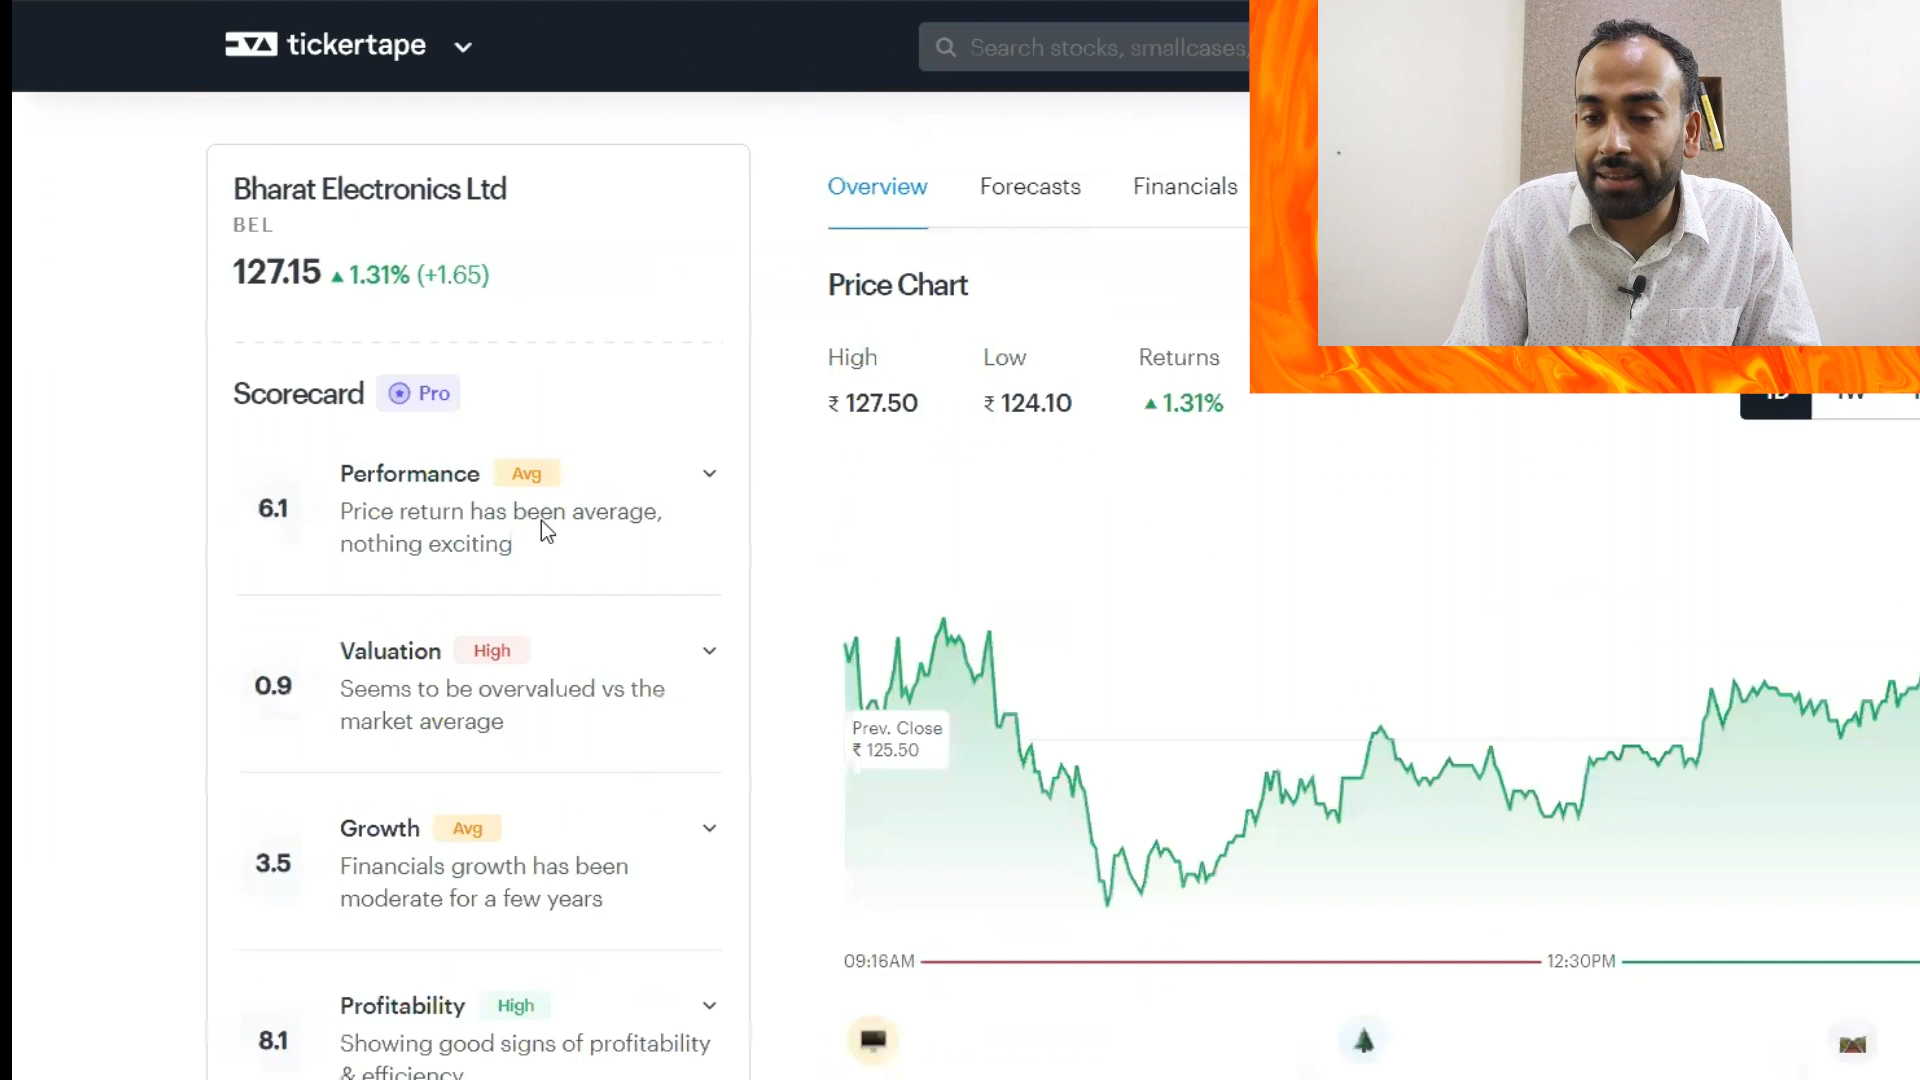 tickertape
Search stocks, smallcases,
Bharat Electronics Ltd
BEL
127.15 ▲ 1.31% (+1.65)
Scorecard Pro
Performance Avg
6.1
Price return has been average,
nothing exciting
Valuation High
0.9
Seems to be overvalued vs the
market average
Growth Avg
3.5
Financials growth has been
moderate for a few years
Profitability High
8.1
Showing good signs of profitability
& efficiency
Overview Forecasts Financials
Price Chart
High Low Returns
₹ 127.50 ₹ 124.10 ▲ 1.31%
1D 1W
Prev. Close
₹ 125.50
09:16AM 12:30PM